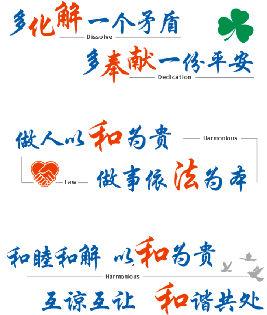 多化解一个矛盾
Dissolve
多奉献一份平安
Dedication
做人以和为贵
Harmonious
Law
做事依法为本
和睦和解 以和为贵
Harmonious
互谅互让 和谐共处